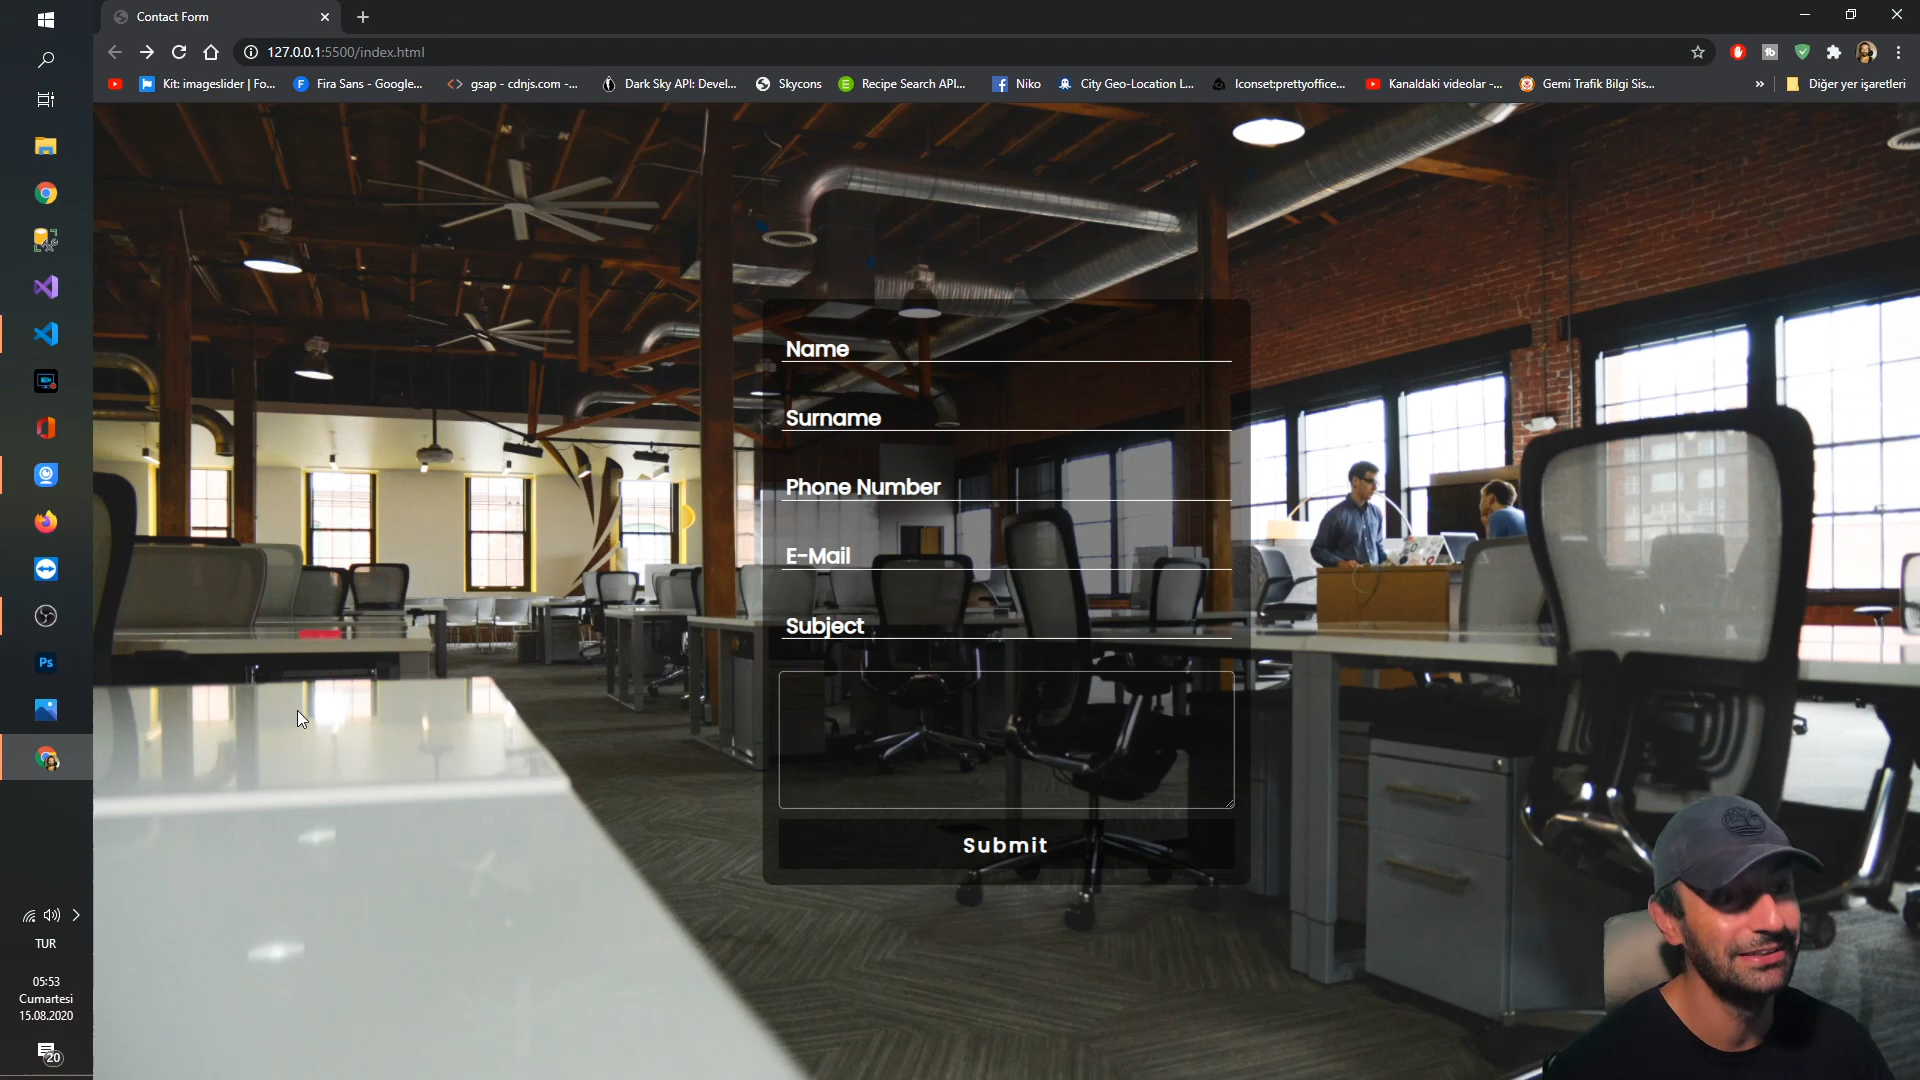 Contact Form
127.0.0.1:5500/index.html
Kit: imageslider | Fo...
Fira Sans - Google...
gsap - cdnjs.com -...
Dark Sky API: Devel...
Skycons
Recipe Search API...
Niko
City Geo-Location L...
Iconset:prettyoffice...
Kanaldaki videolar -...
Gemi Trafik Bilgi Sis...
»
Diğer yer işaretleri
Name
Surname
Phone Number
E-Mail
Subject
Submit
Ps
TUR
05:53
Cumartesi
15.08.2020
20